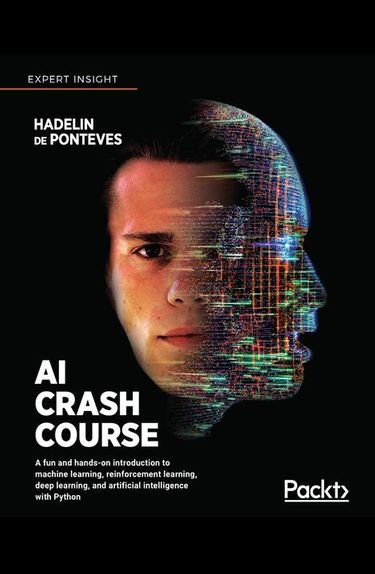 EXPERT INSIGHT
HADELIN
DE PONTEVES
AI
CRASH
COURSE
A fun and hands-on introduction to
machine learning, reinforcement learning,
deep learning, and artificial intelligence
with Python
Packt>